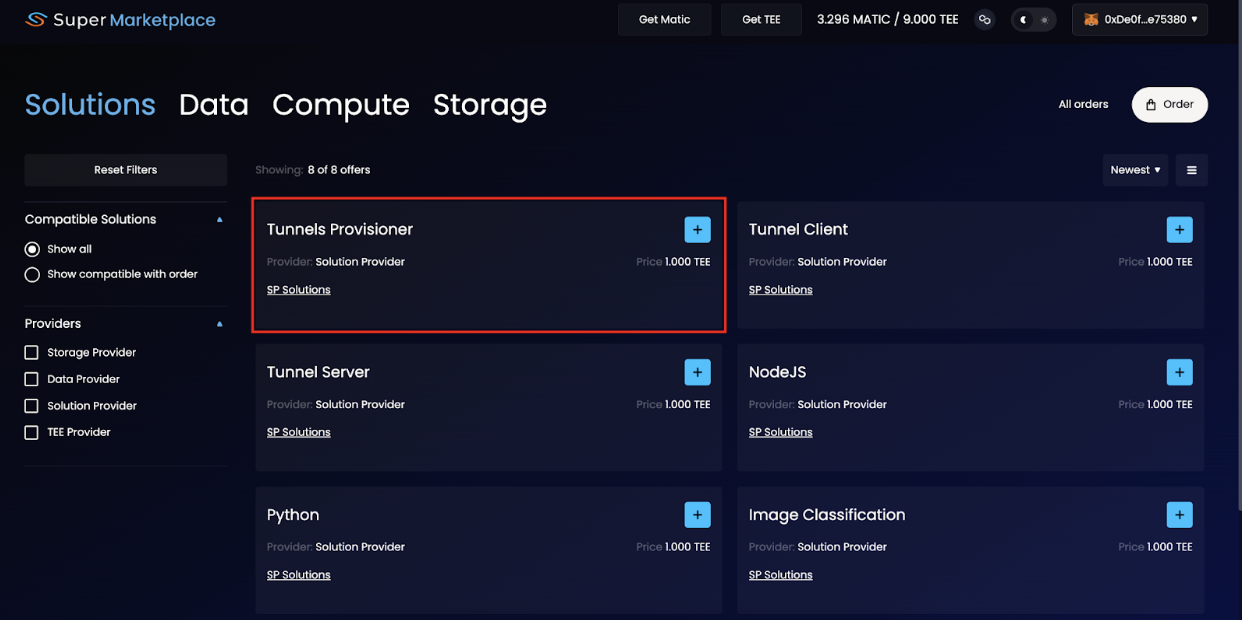 Super Marketplace
Get Matic
Get TEE
3.296 MATIC / 9.000 TEE
0xDe0f...e75380
Solutions Data Compute Storage
All orders
Order
Reset Filters
Compatible Solutions
Show all
Show compatible with order
Providers
Storage Provider
Data Provider
Solution Provider
TEE Provider
Showing: 8 of 8 offers
Newest
Tunnels Provisioner
Provider: Solution Provider
Price 1.000 TEE
SP Solutions
Tunnel Client
Provider: Solution Provider
Price 1.000 TEE
SP Solutions
Tunnel Server
Provider: Solution Provider
Price 1.000 TEE
SP Solutions
NodeJS
Provider: Solution Provider
Price 1.000 TEE
SP Solutions
Python
Provider: Solution Provider
Price 1.000 TEE
SP Solutions
Image Classification
Provider: Solution Provider
Price 1.000 TEE
SP Solutions